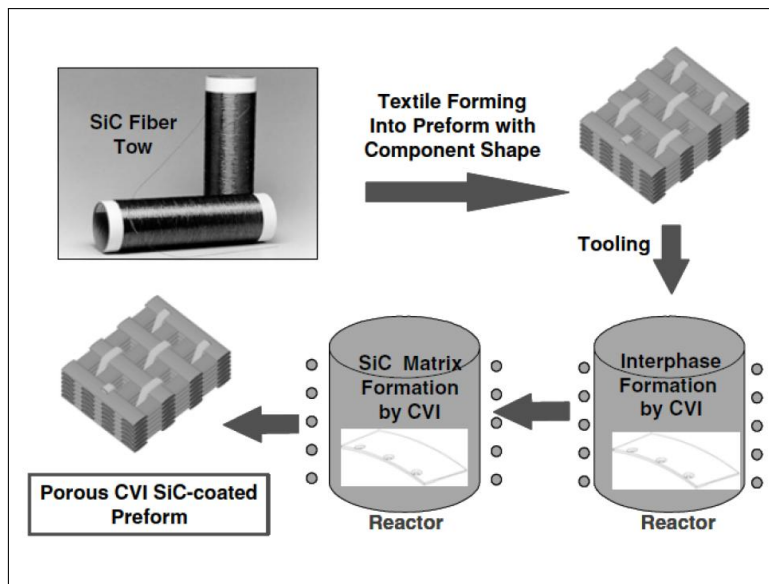 SiC Fiber
Tow
Textile Forming
Into Preform with
Component Shape
Tooling
Interphase
Formation
by CVI
Reactor
SiC Matrix
Formation
by CVI
Reactor
Porous CVI SiC-coated
Preform